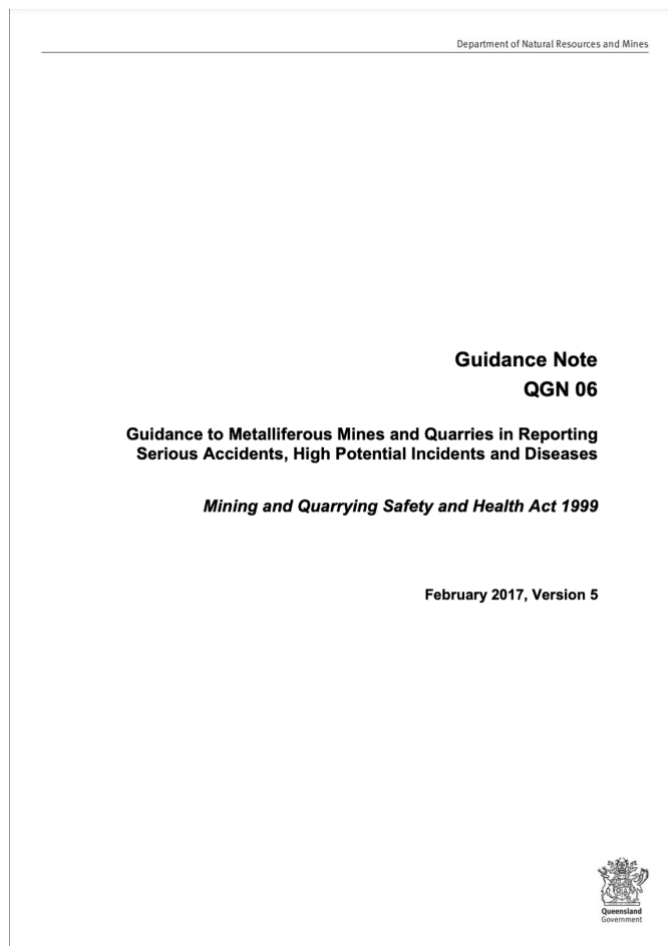 Department of Natural Resources and Mines
Guidance Note
QGN 06
Guidance to Metalliferous Mines and Quarries in Reporting
Serious Accidents, High Potential Incidents and Diseases
Mining and Quarrying Safety and Health Act 1999
February 2017, Version 5
Queensland
Government